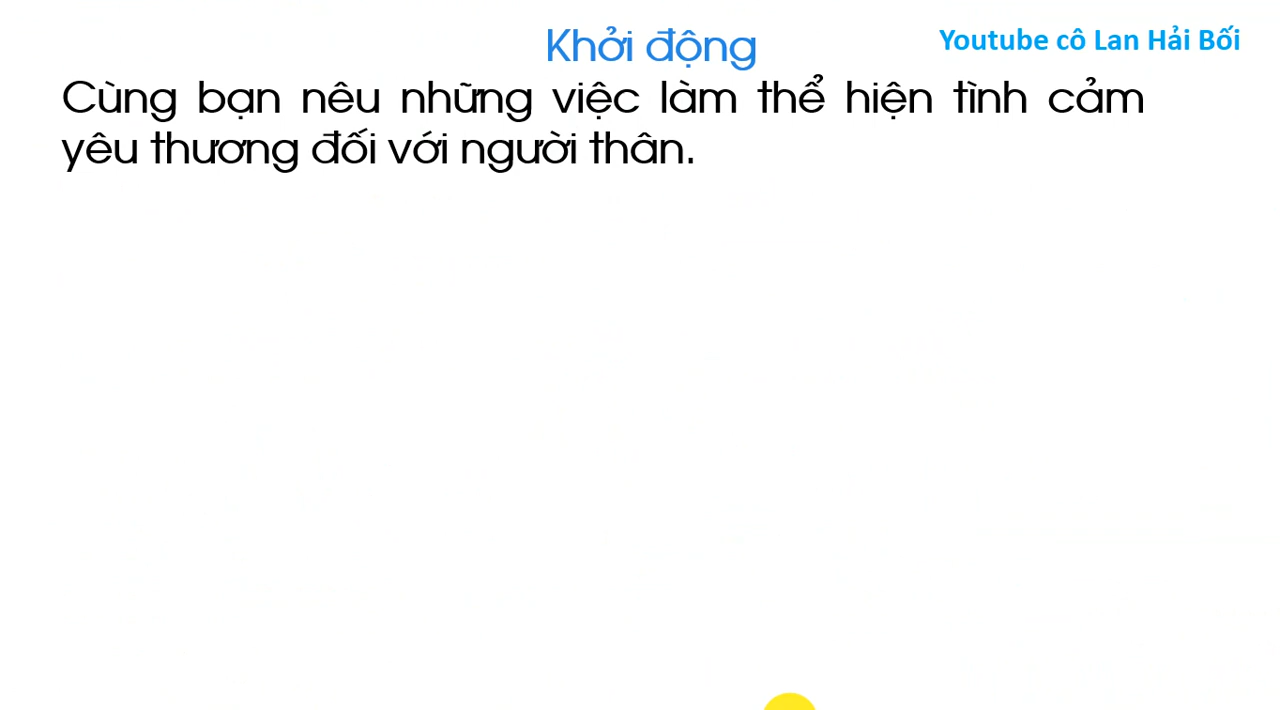 Khởi động
Youtube cô Lan Hải Bối
Cùng bạn nêu những việc làm thể hiện tình cảm
yêu thương đối với người thân.